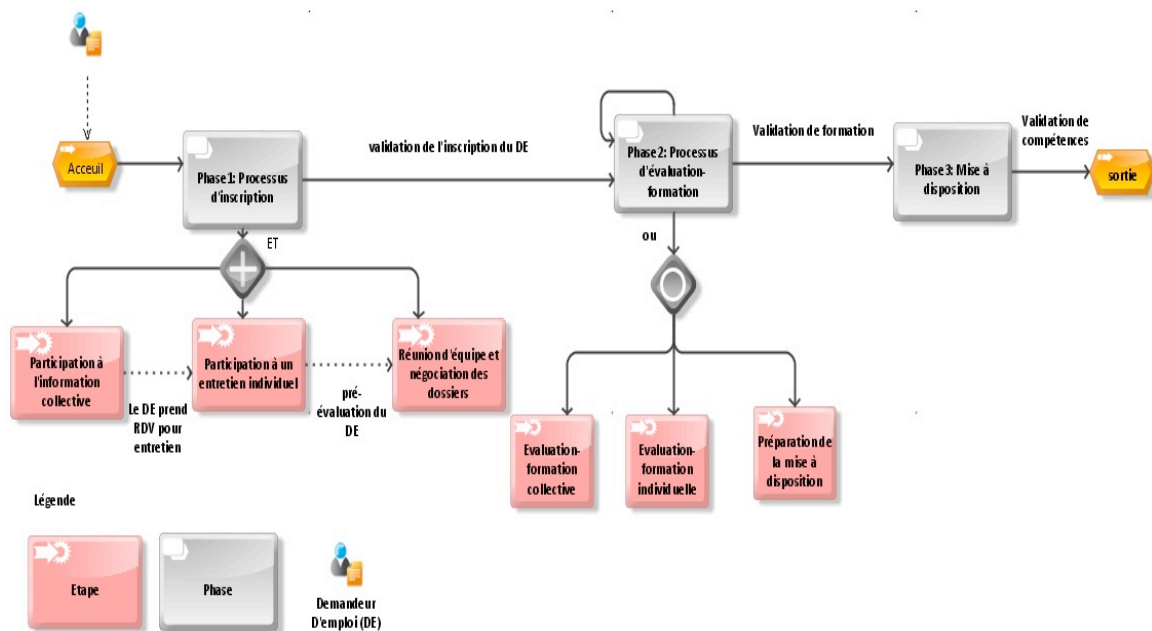 Acceuil
Phase1: Processus
d'inscription
validation de l'inscription du DE
Phase2: Processus
d'évaluation-
formation
Validation de formation
Phase3: Mise à
disposition
Validation de
compétences
sortie
ET
ou
Participation à
l'information
collective
Le DE prend
RDV pour
entretien
Participation à un
entretien individuel
pré-
évaluation du
DE
Réunion d'équipe et
négociation des
dossiers
Evaluation-
formation
collective
Evaluation-
formation
individuelle
Préparation de
la mise à
disposition
Légende
Etape
Phase
Demandeur
D'emploi (DE)